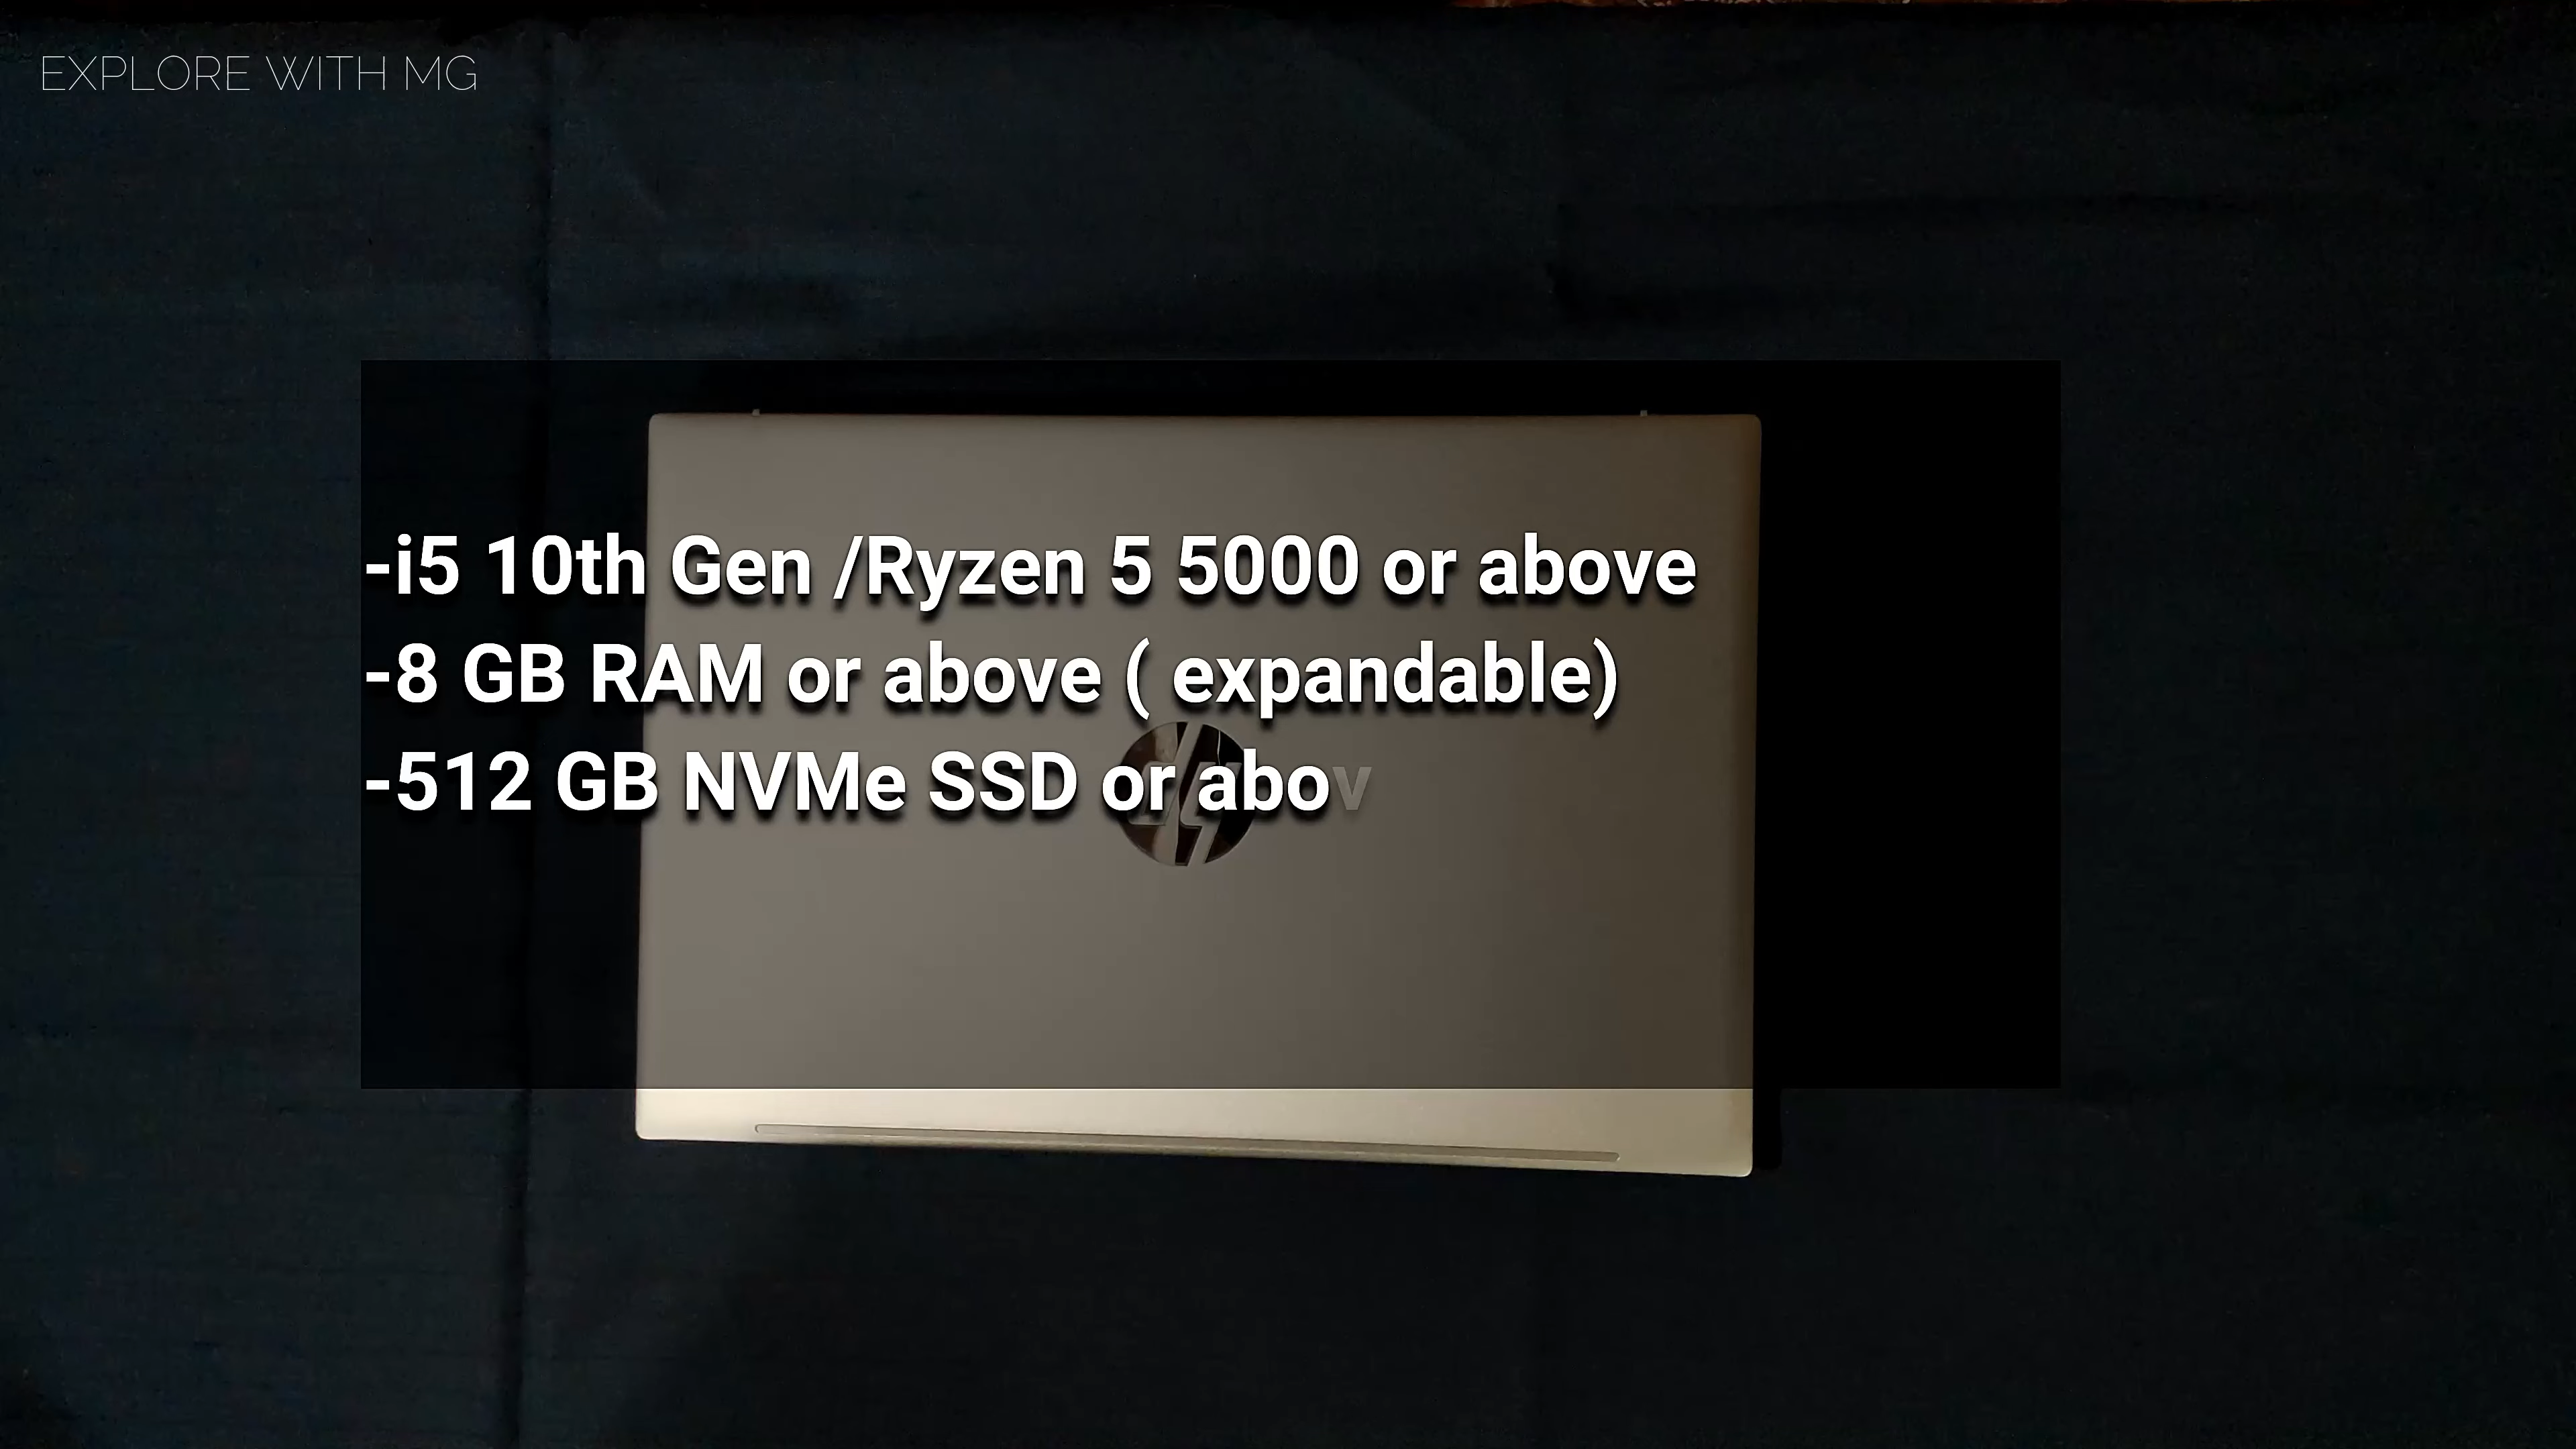 EXPLORE WITH MG
-i5 10th Gen /Ryzen 5 5000 or above
-8 GB RAM or above ( expandable)
-512 GB NVMe SSD or abov
hp